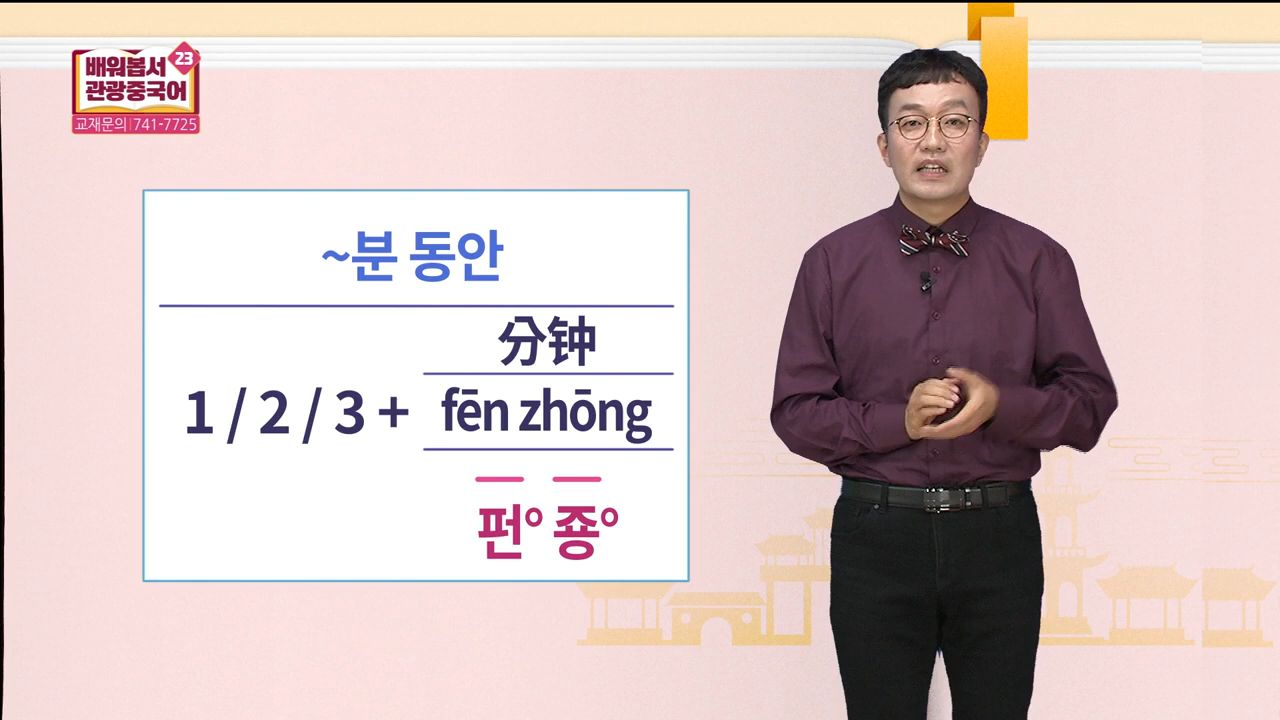 배워봅서 23
관광중국어
교재문의 741-7725
~분 동안
分钟
1 / 2 / 3 + fēn zhōng
펀° 죵°